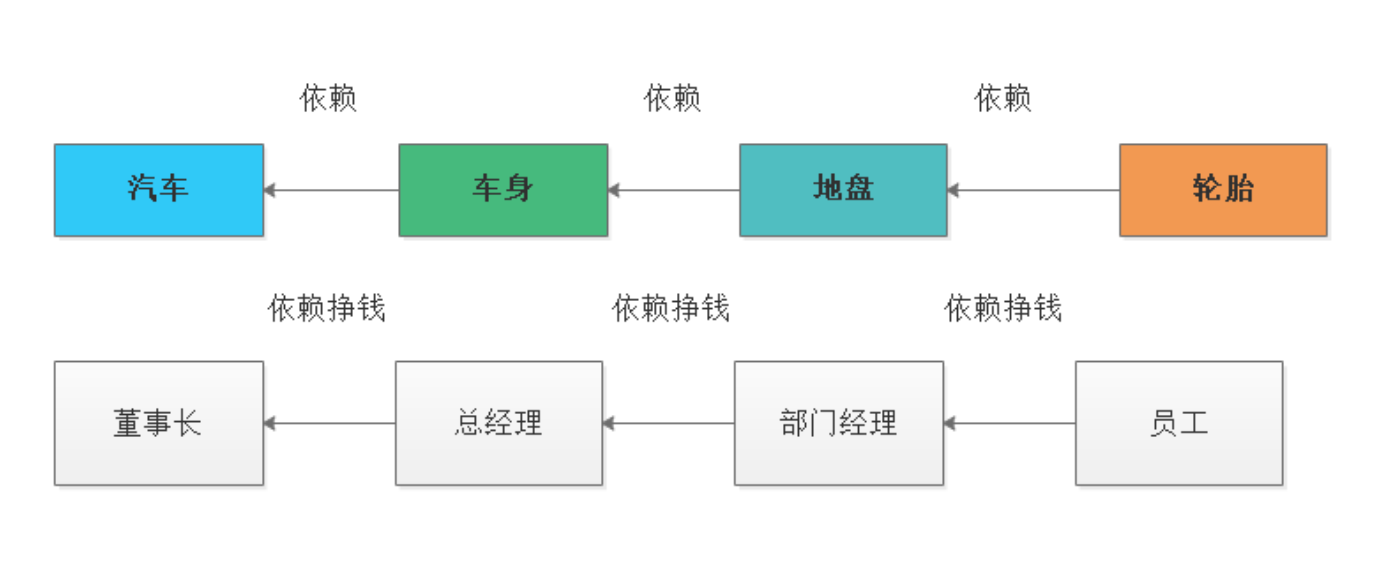 依赖 依赖 依赖
汽车 车身 地盘 轮胎
依赖挣钱 依赖挣钱 依赖挣钱
董事长 总经理 部门经理 员工